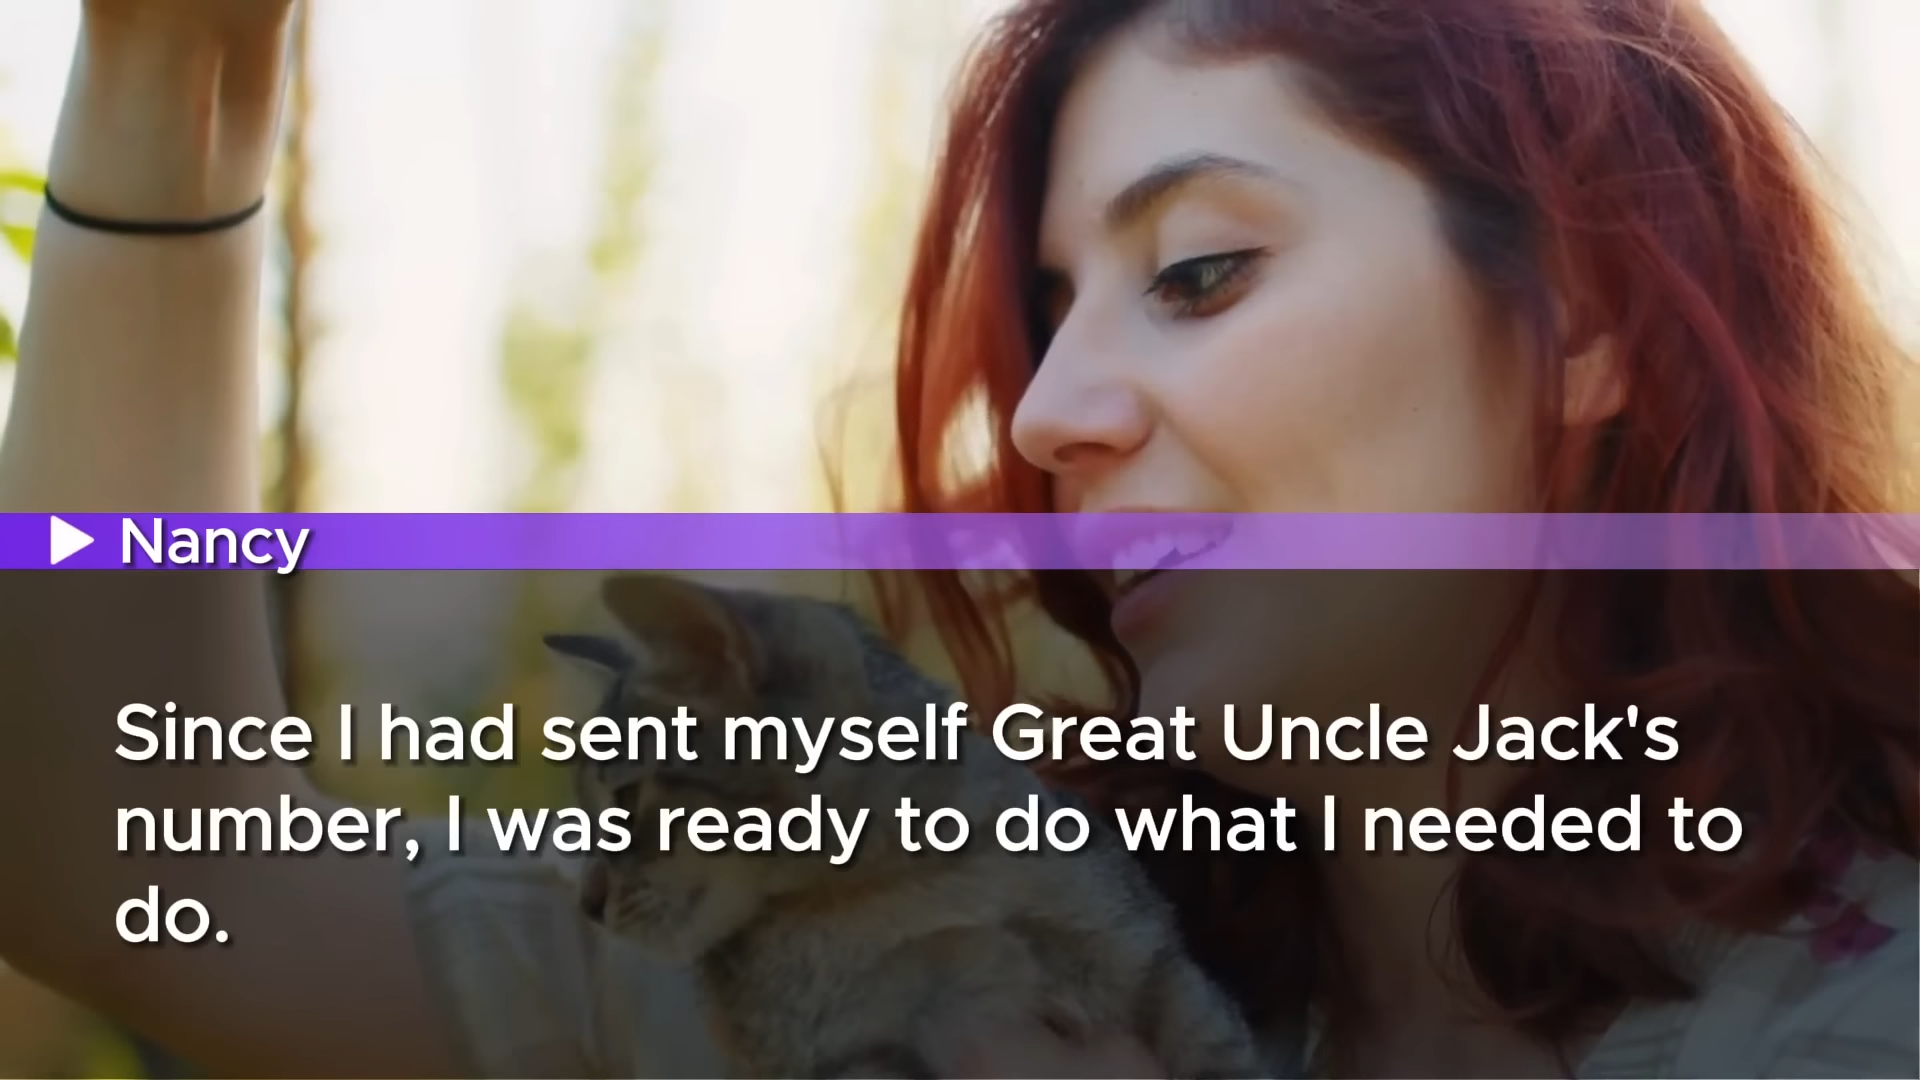 Nancy
Since I had sent myself Great Uncle Jack's
number, I was ready to do what I needed to
do.